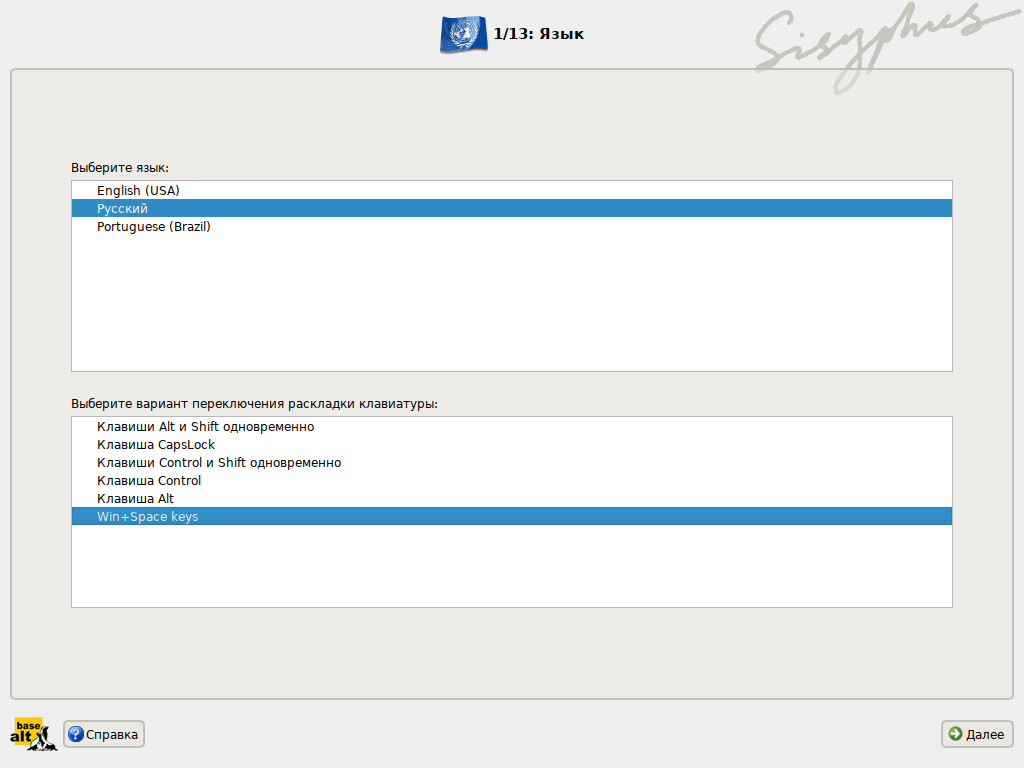 1/13: Язык
Sisyphus
Выберите язык:
English (USA)
Русский
Portuguese (Brazil)
Выберите вариант переключения раскладки клавиатуры:
Клавиши Alt и Shift одновременно
Клавиша CapsLock
Клавиши Control и Shift одновременно
Клавиша Control
Клавиша Alt
Win+Space keys
base
alt
Справка
Далее